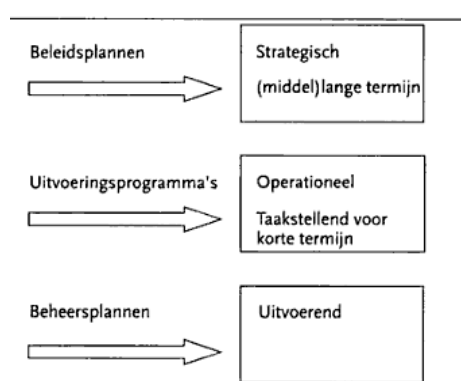 Beleidsplannen
Strategisch
(middel)lange termijn
Uitvoeringsprogramma's
Operationeel
Taakstellend voor
korte termijn
Beheersplannen
Uitvoerend